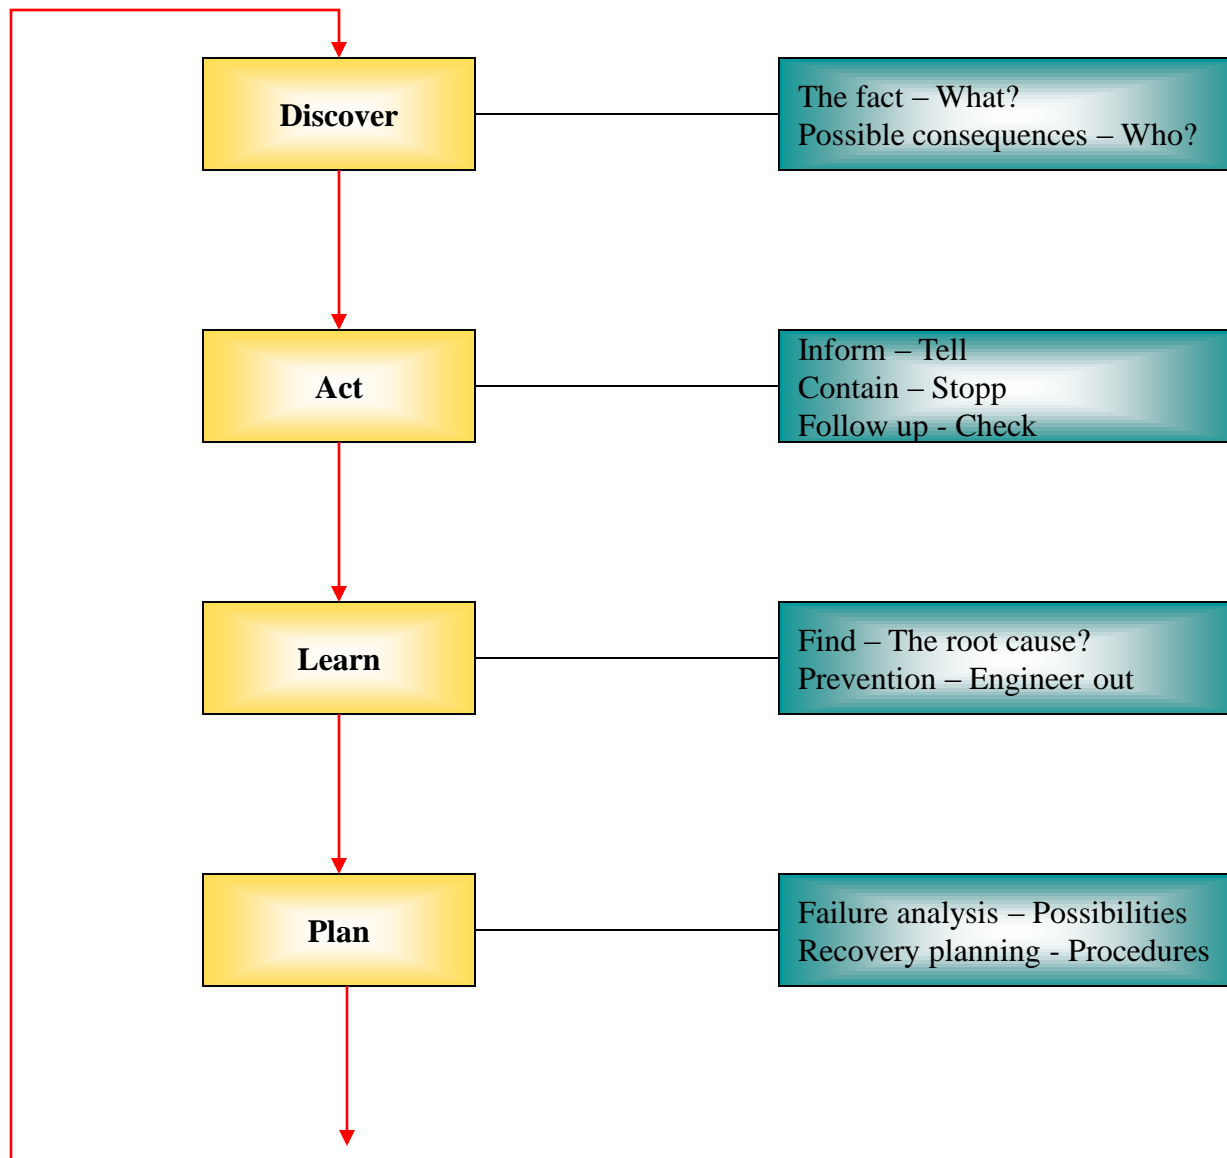 Discover
The fact – What?
Possible consequences – Who?
Act
Inform – Tell
Contain – Stopp
Follow up - Check
Learn
Find – The root cause?
Prevention – Engineer out
Plan
Failure analysis – Possibilities
Recovery planning - Procedures